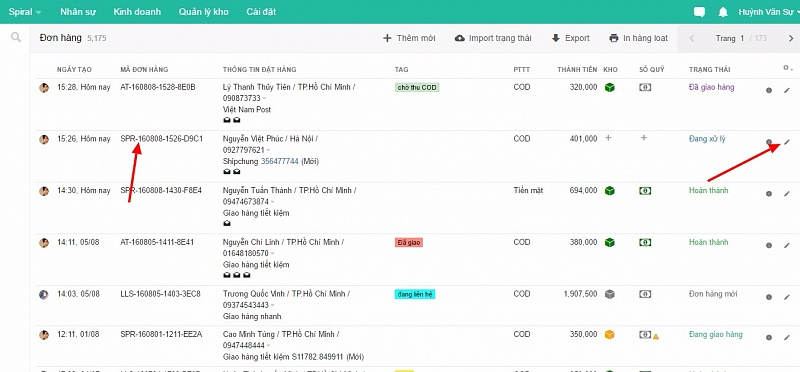 Spiral Nhân sự Kinh doanh Quản lý kho Cài đặt Huỳnh Văn Sự
Đơn hàng 5,175 + Thêm mới Import trạng thái Export In hàng loạt Trang 1 / 173
NGÀY TẠO MÃ ĐƠN HÀNG THÔNG TIN ĐẶT HÀNG TAG PTTT THÀNH TIỀN KHO SỔ QUỸ TRẠNG THÁI
15:28, Hôm nay AT-160808-1528-8E0B Lý Thanh Thủy Tiên / TP.Hồ Chí Minh / chờ thu COD COD 320,000 Đã giao hàng
090873733
Việt Nam Post
15:26, Hôm nay SPR-160808-1526-D9C1 Nguyễn Việt Phúc / Hà Nội / COD 401,000 + + Đang xử lý
0927797621
Shipchung 356477744 (Mới)
14:30, Hôm nay SPR-160808-1430-F8E4 Nguyễn Tuấn Thành / TP.Hồ Chí Minh / Tiền mặt 694,000 Hoàn thành
09474673874
Giao hàng tiết kiệm
14:11, 05/08 AT-160805-1411-8E41 Nguyễn Chí Linh / TP.Hồ Chí Minh / Đã giao COD 380,000 Hoàn thành
01648180570
Giao hàng tiết kiệm
14:03, 05/08 LLS-160805-1403-3EC8 Trương Quốc Vinh / TP.Hồ Chí Minh / đang liên hệ COD 1,907,500 Đơn hàng mới
09374543443
Giao hàng nhanh
12:11, 01/08 SPR-160801-1211-EE2A Cao Minh Tùng / TP.Hồ Chí Minh / COD 350,000 Đang giao hàng
0947448444
Giao hàng tiết kiệm S11782.849911 (Mới)